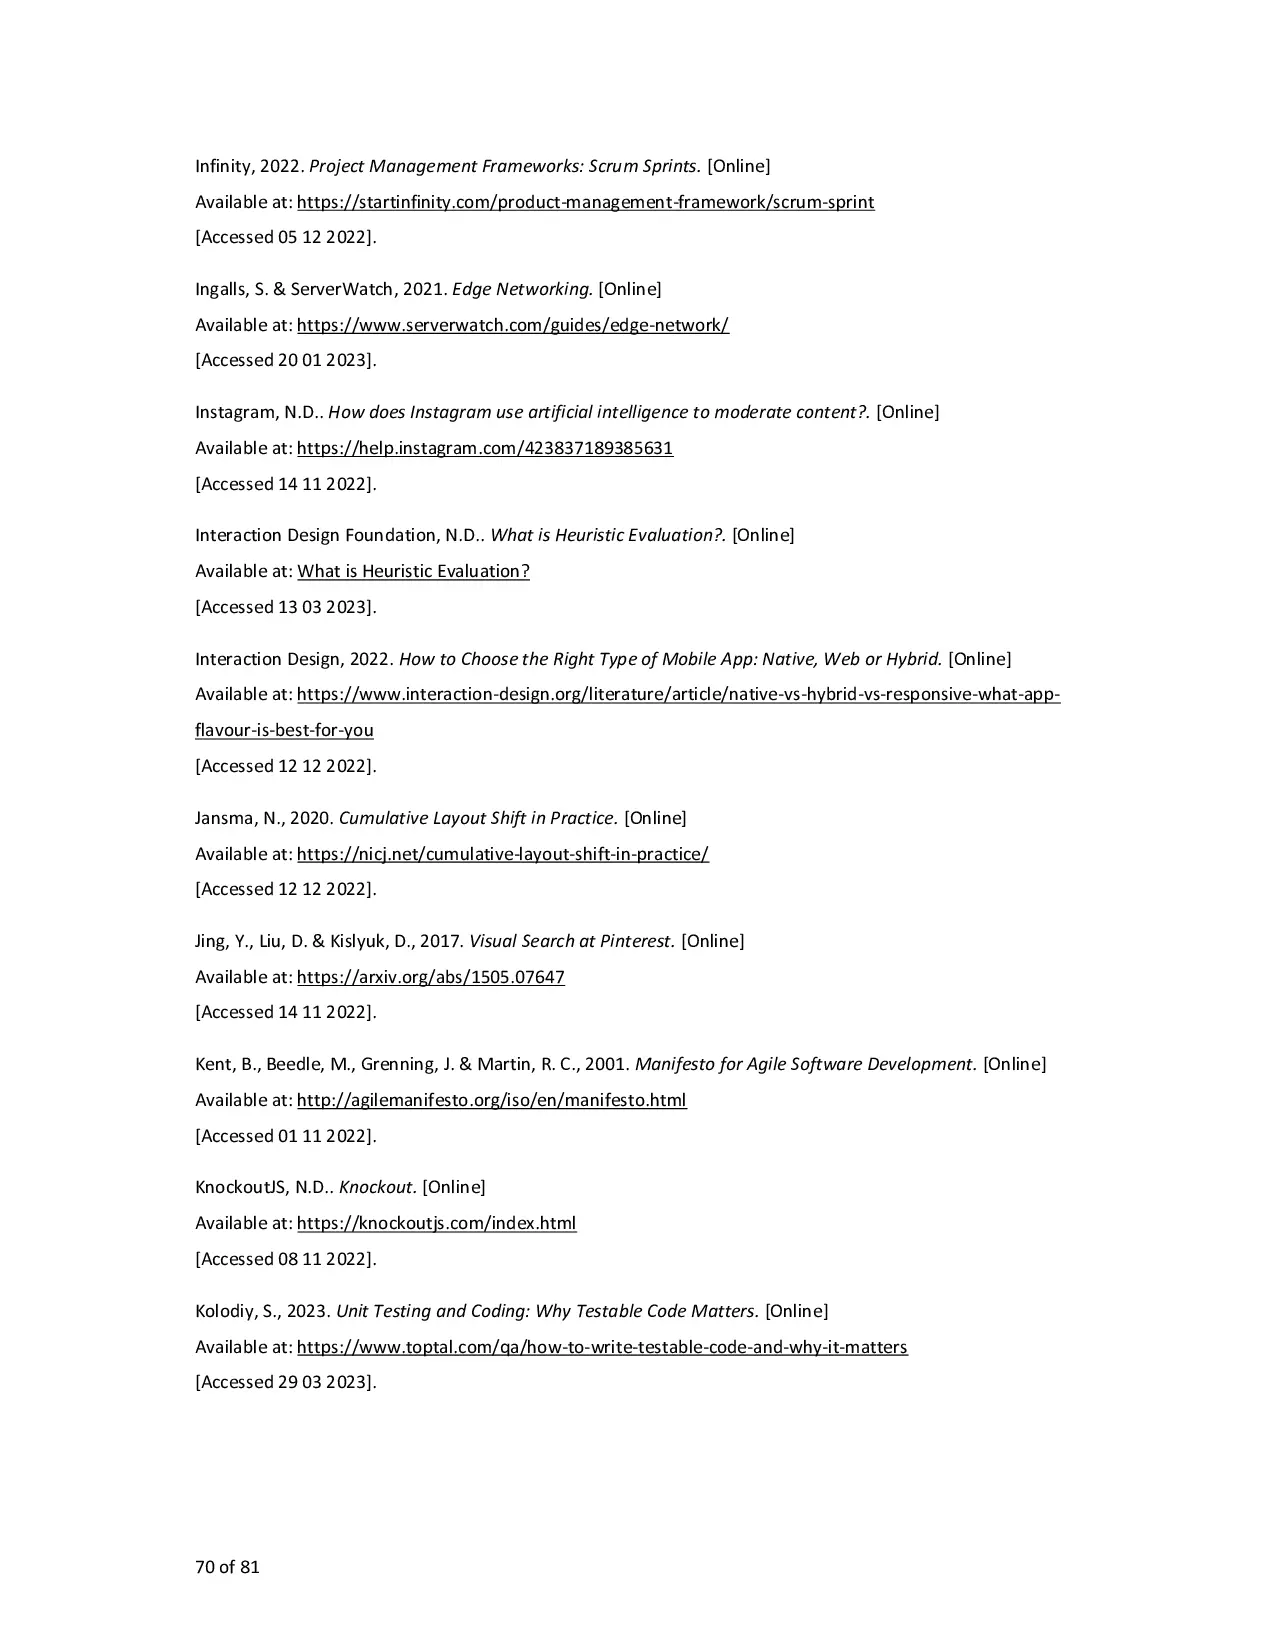 Infinity, 2022. Project Management Frameworks: Scrum Sprints. [Online]
Available at: https://startinfinity.com/product-management-framework/scrum-sprint
[Accessed 05 12 2022].
Ingalls, S. & ServerWatch, 2021. Edge Networking. [Online]
Available at: https://www.serverwatch.com/guides/edge-network/
[Accessed 20 01 2023].
Instagram, N.D.. How does Instagram use artificial intelligence to moderate content?. [Online]
Available at: https://help.instagram.com/423837189385631
[Accessed 14 11 2022].
Interaction Design Foundation, N.D.. What is Heuristic Evaluation?. [Online]
Available at: What is Heuristic Evaluation?
[Accessed 13 03 2023].
Interaction Design, 2022. How to Choose the Right Type of Mobile App: Native, Web or Hybrid. [Online]
Available at: https://www.interaction-design.org/literature/article/native-vs-hybrid-vs-responsive-what-app-
flavour-is-best-for-you
[Accessed 12 12 2022].
Jansma, N., 2020. Cumulative Layout Shift in Practice. [Online]
Available at: https://nicj.net/cumulative-layout-shift-in-practice/
[Accessed 12 12 2022].
Jing, Y., Liu, D. & Kislyuk, D., 2017. Visual Search at Pinterest. [Online]
Available at: https://arxiv.org/abs/1505.07647
[Accessed 14 11 2022].
Kent, B., Beedle, M., Grenning, J. & Martin, R. C., 2001. Manifesto for Agile Software Development. [Online]
Available at: http://agilemanifesto.org/iso/en/manifesto.html
[Accessed 01 11 2022].
KnockoutJS, N.D.. Knockout. [Online]
Available at: https://knockoutjs.com/index.html
[Accessed 08 11 2022].
Kolodiy, S., 2023. Unit Testing and Coding: Why Testable Code Matters. [Online]
Available at: https://www.toptal.com/qa/how-to-write-testable-code-and-why-it-matters
[Accessed 29 03 2023].
70 of 81